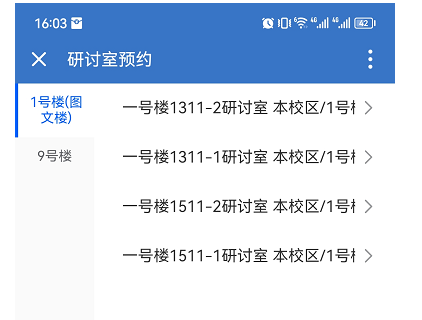 16:03
42
研讨室预约
1号楼(图
文楼)
9号楼
一号楼1311-2研讨室 本校区/1号
一号楼1311-1研讨室 本校区/1号
一号楼1511-2研讨室 本校区/1号
一号楼1511-1研讨室 本校区/1号